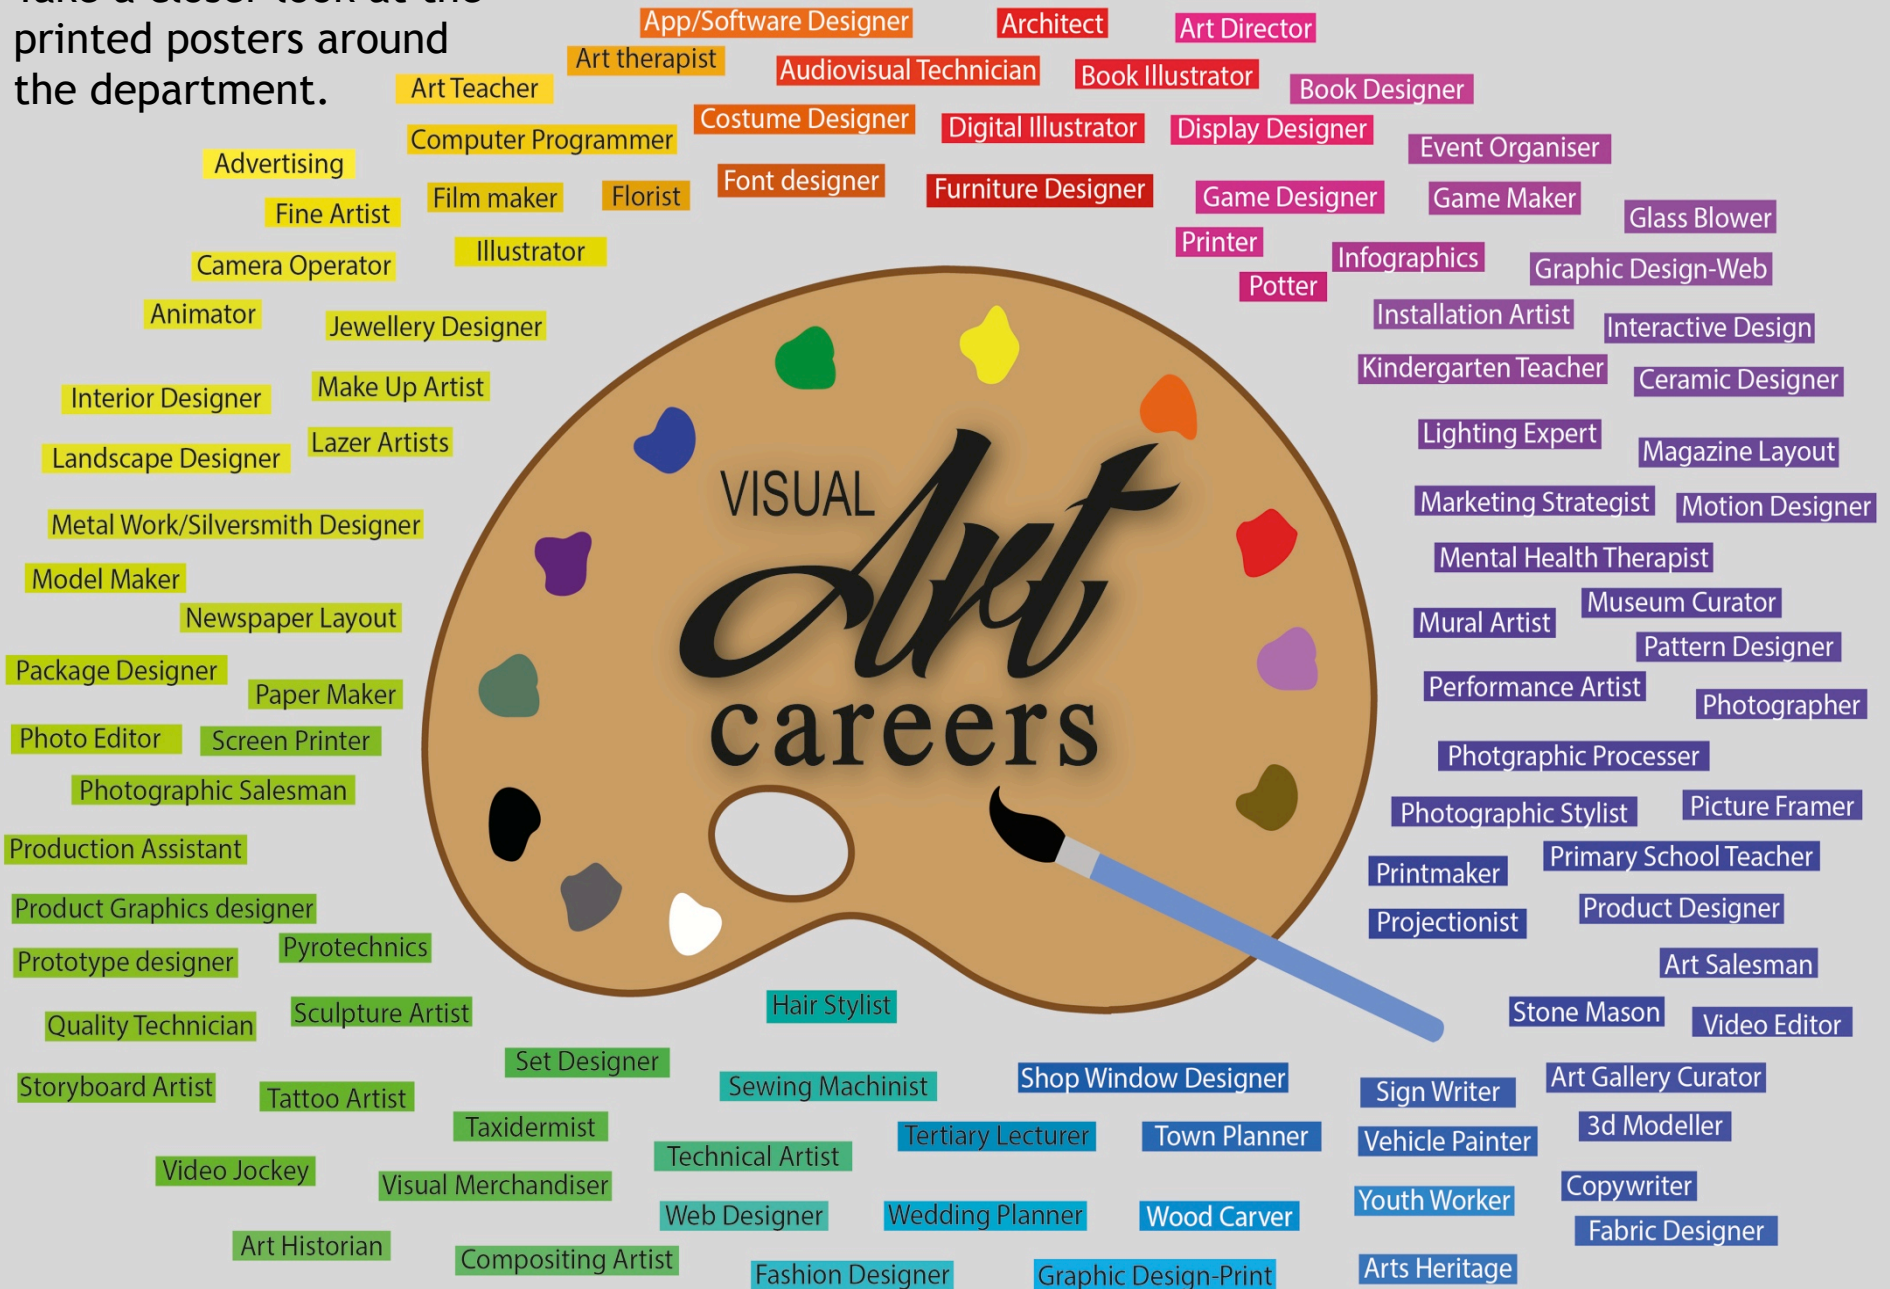 Take a closer look at the
printed posters around
the department.
App/Software Designer
Architect
Art Director
Art therapist
Audiovisual Technician
Book Illustrator
Art Teacher
Book Designer
Costume Designer
Digital Illustrator
Display Designer
Computer Programmer
Event Organiser
Advertising
Font designer
Furniture Designer
Film maker
Florist
Game Designer
Game Maker
Fine Artist
Glass Blower
Printer
Illustrator
Infographics
Camera Operator
Graphic Design-Web
Potter
Animator
Installation Artist
Jewellery Designer
Interactive Design
Kindergarten Teacher
Ceramic Designer
Make Up Artist
Interior Designer
Lighting Expert
Lazer Artists
Magazine Layout
Landscape Designer
VISUAL
Art
careers
Marketing Strategist
Motion Designer
Metal Work/Silversmith Designer
Mental Health Therapist
Model Maker
Museum Curator
Newspaper Layout
Mural Artist
Pattern Designer
Package Designer
Performance Artist
Paper Maker
Photographer
Photo Editor
Screen Printer
Photgraphic Processer
Photographic Salesman
Photographic Stylist
Picture Framer
Production Assistant
Primary School Teacher
Printmaker
Product Graphics designer
Product Designer
Projectionist
Pyrotechnics
Prototype designer
Art Salesman
Hair Stylist
Sculpture Artist
Stone Mason
Quality Technician
Video Editor
Set Designer
Shop Window Designer
Art Gallery Curator
Storyboard Artist
Sewing Machinist
Sign Writer
Tattoo Artist
Taxidermist
3d Modeller
Tertiary Lecturer
Town Planner
Vehicle Painter
Technical Artist
Video Jockey
Visual Merchandiser
Copywriter
Youth Worker
Web Designer
Wedding Planner
Wood Carver
Fabric Designer
Art Historian
Compositing Artist
Arts Heritage
Fashion Designer
Graphic Design-Print